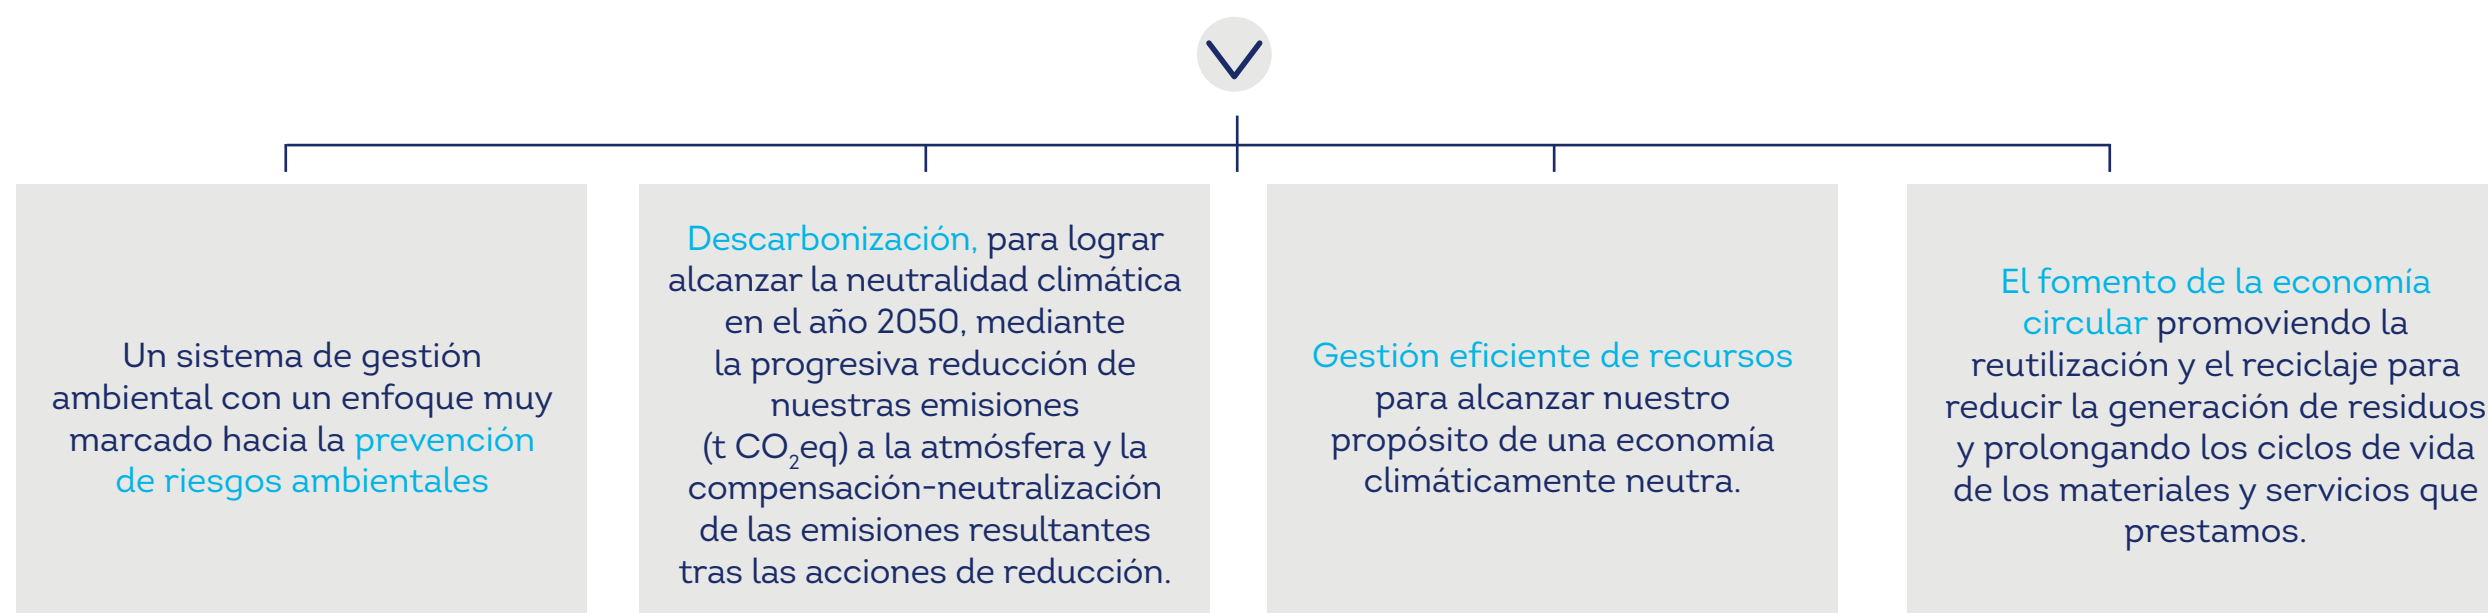 Un sistema de gestión
ambiental con un enfoque muy
marcado hacia la prevención
de riesgos ambientales
Descarbonización, para lograr
alcanzar la neutralidad climática
en el año 2050, mediante
la progresiva reducción de
nuestras emisiones
(t CO₂eq) a la atmósfera y la
compensación-neutralización
de las emisiones resultantes
tras las acciones de reducción.
Gestión eficiente de recursos
para alcanzar nuestro
propósito de una economía
climáticamente neutra.
El fomento de la economía
circular promoviendo la
reutilización y el reciclaje para
reducir la generación de residuos
y prolongando los ciclos de vida
de los materiales y servicios que
prestamos.